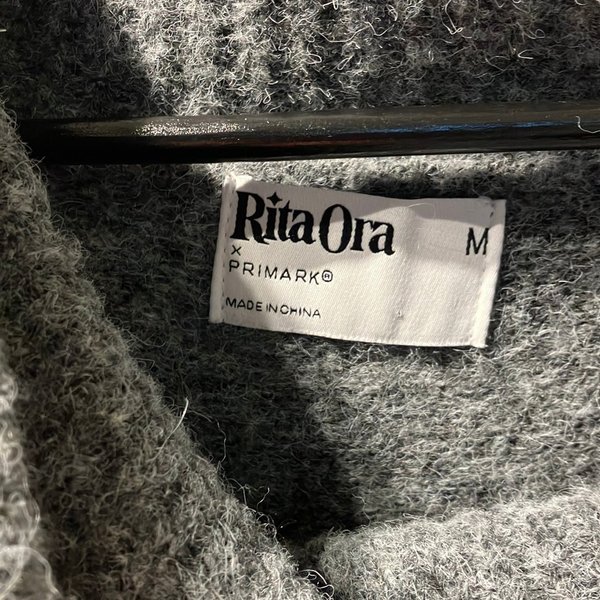 Rita Ora
M
x
PRIMARK®
MADE IN CHINA